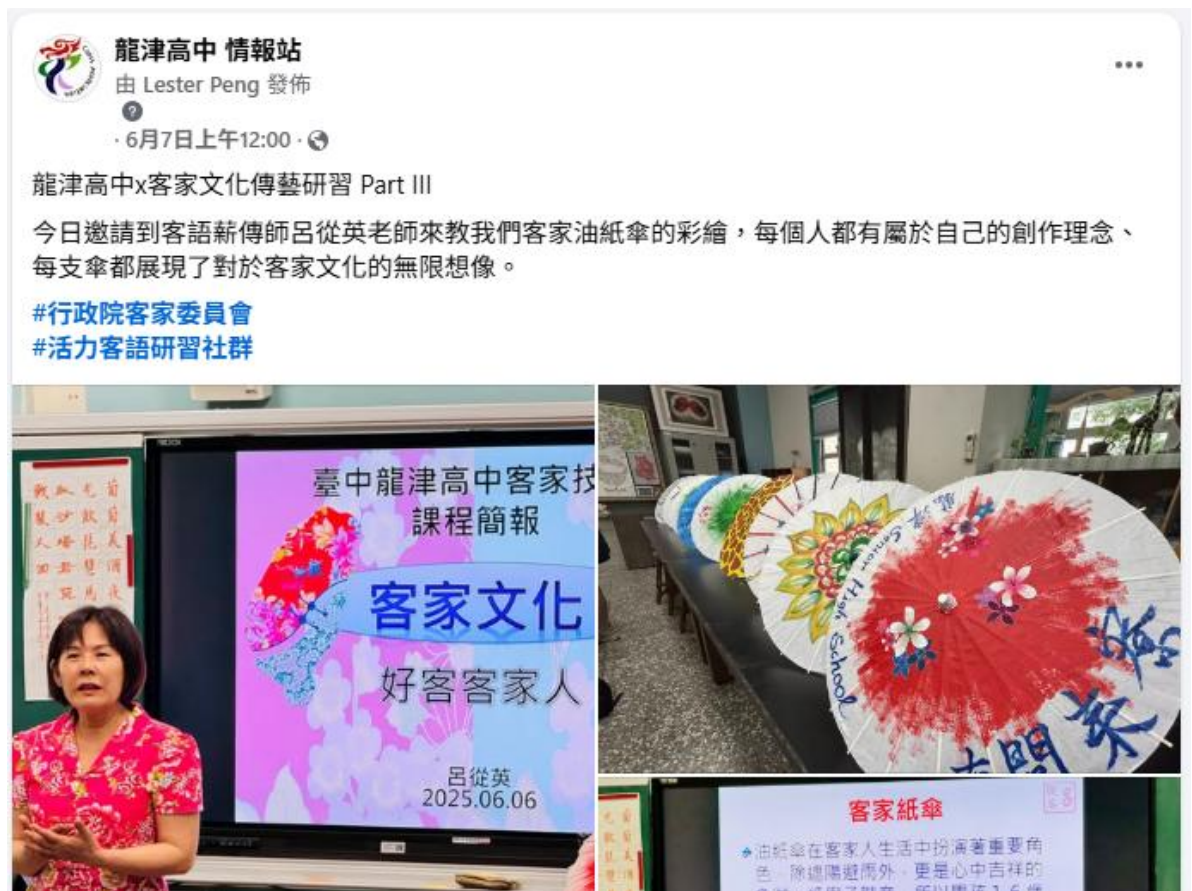 龍津高中 情報站
由 Lester Peng 發佈
· 6月7日上午12:00 ·
龍津高中x客家文化傳藝研習 Part III
今日邀請到客語薪傳師呂從英老師來教我們客家油紙傘的彩繪，每個人都有屬於自己的創作理念、
每支傘都展現了對於客家文化的無限想像。
#行政院客家委員會
#活力客語研習社群
臺中龍津高中客家技
課程簡報
客家文化
好客客家人
呂從英
2025.06.06
龍津 Senior High School
客家紙傘
油紙傘在客家人生活中扮演著重要角
色 除遮陽避雨外，更是心中吉祥的